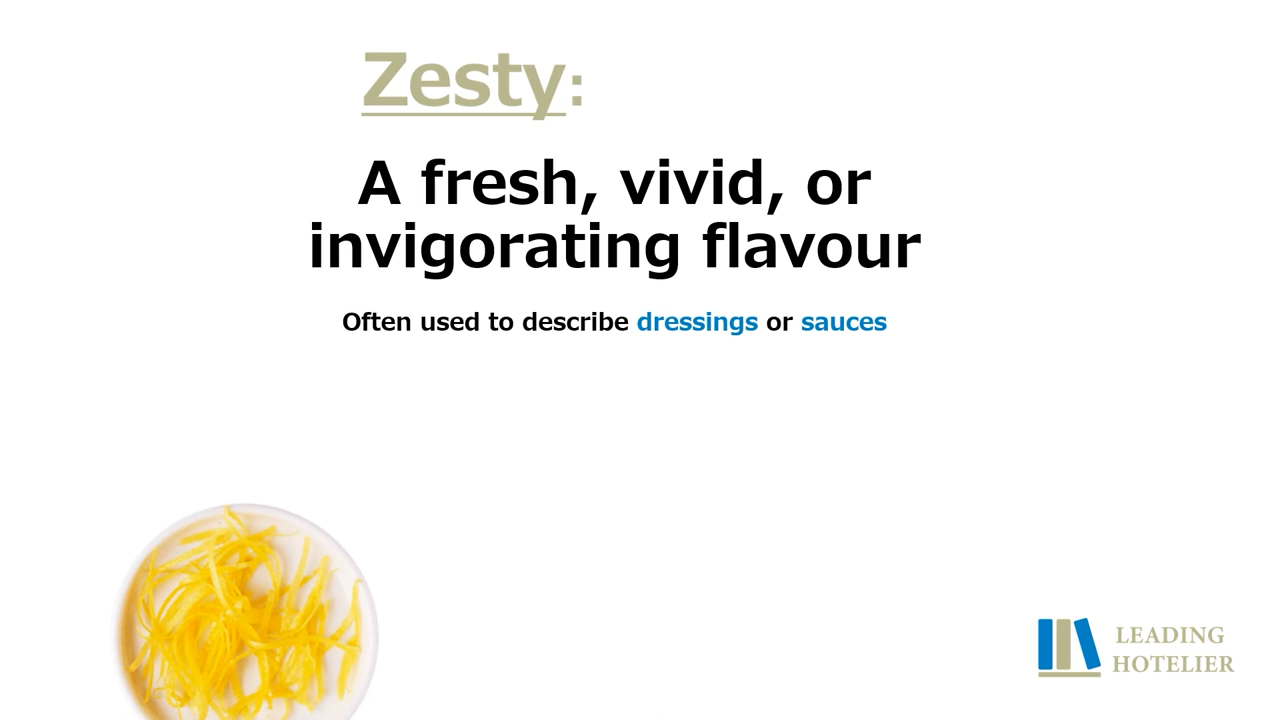 Zesty:
A fresh, vivid, or
invigorating flavour
Often used to describe dressings or sauces
LEADING
HOTELIER